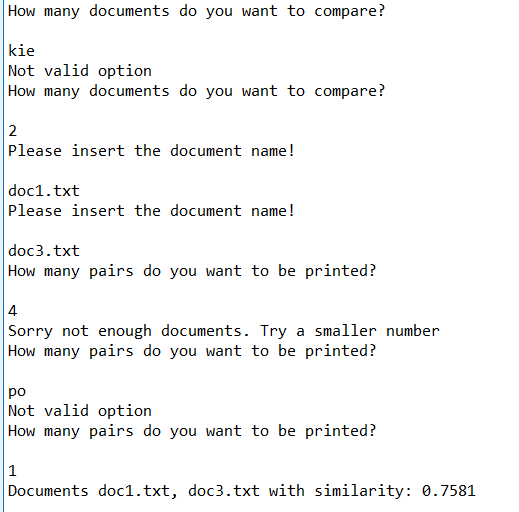 How many documents do you want to compare?
kie
Not valid option
How many documents do you want to compare?
2
Please insert the document name!
doc1.txt
Please insert the document name!
doc3.txt
How many pairs do you want to be printed?
4
Sorry not enough documents. Try a smaller number
How many pairs do you want to be printed?
po
Not valid option
How many pairs do you want to be printed?
1
Documents doc1.txt, doc3.txt with similarity: 0.7581